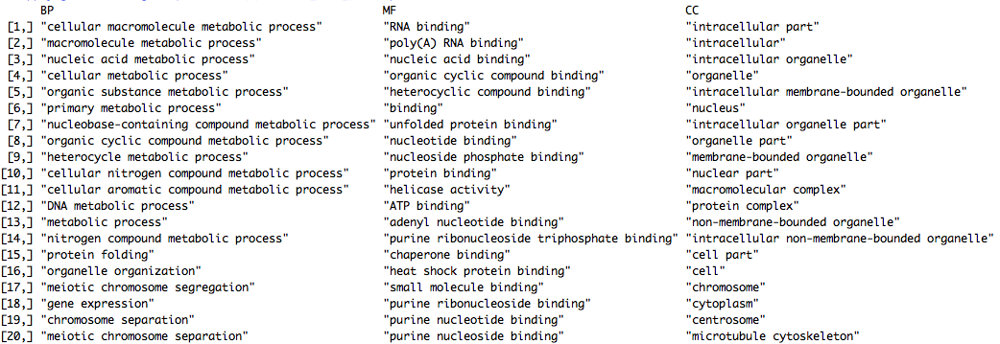 BP MF CC
[1,] "cellular macromolecule metabolic process" "RNA binding" "intracellular part"
[2,] "macromolecule metabolic process" "poly(A) RNA binding" "intracellular"
[3,] "nucleic acid metabolic process" "nucleic acid binding" "intracellular organelle"
[4,] "cellular metabolic process" "organic cyclic compound binding" "organelle"
[5,] "organic substance metabolic process" "heterocyclic compound binding" "intracellular membrane-bounded organelle"
[6,] "primary metabolic process" "binding" "nucleus"
[7,] "nucleobase-containing compound metabolic process" "unfolded protein binding" "intracellular organelle part"
[8,] "organic cyclic compound metabolic process" "nucleotide binding" "organelle part"
[9,] "heterocycle metabolic process" "nucleoside phosphate binding" "membrane-bounded organelle"
[10,] "cellular nitrogen compound metabolic process" "protein binding" "nuclear part"
[11,] "cellular aromatic compound metabolic process" "helicase activity" "macromolecular complex"
[12,] "DNA metabolic process" "ATP binding" "protein complex"
[13,] "metabolic process" "adenyl nucleotide binding" "non-membrane-bounded organelle"
[14,] "nitrogen compound metabolic process" "purine ribonucleoside triphosphate binding" "intracellular non-membrane-bounded organelle"
[15,] "protein folding" "chaperone binding" "cell part"
[16,] "organelle organization" "heat shock protein binding" "cell"
[17,] "meiotic chromosome segregation" "small molecule binding" "chromosome"
[18,] "gene expression" "purine ribonucleoside binding" "cytoplasm"
[19,] "chromosome separation" "purine nucleotide binding" "centrosome"
[20,] "meiotic chromosome separation" "purine nucleoside binding" "microtubule cytoskeleton"